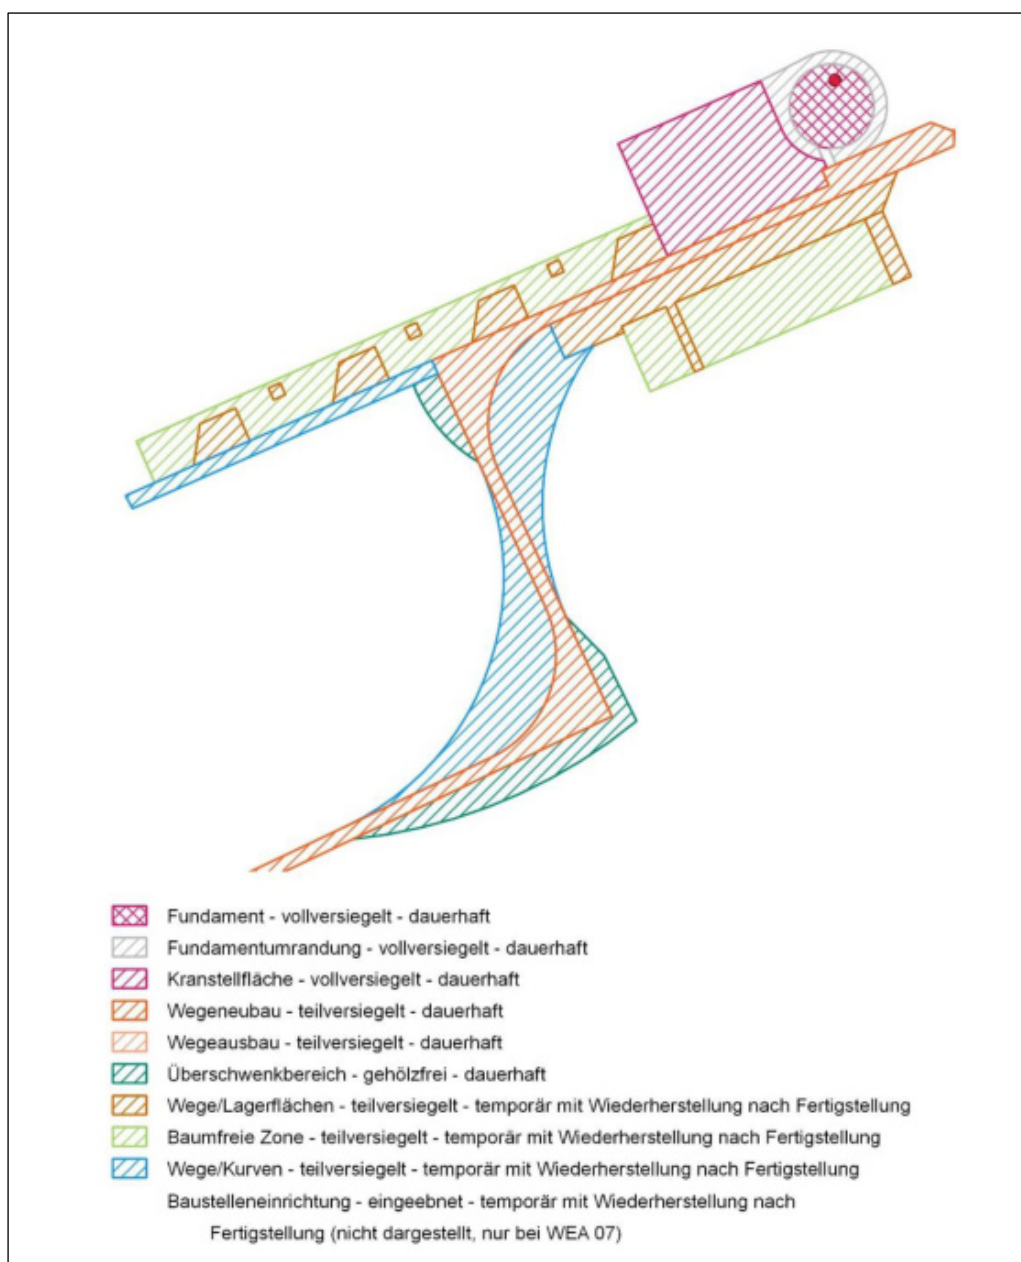 Fundament - vollversiegelt - dauerhaft
Fundamentumrandung - vollversiegelt - dauerhaft
Kranstellfläche - vollversiegelt - dauerhaft
Wegeneubau - teilversiegelt - dauerhaft
Wegeausbau - teilversiegelt - dauerhaft
Überschwenkbereich - gehölzfrei - dauerhaft
Wege/Lagerflächen - teilversiegelt - temporär mit Wiederherstellung nach Fertigstellung
Baumfreie Zone - teilversiegelt - temporär mit Wiederherstellung nach Fertigstellung
Wege/Kurven - teilversiegelt - temporär mit Wiederherstellung nach Fertigstellung
Baustelleneinrichtung - eingeebnet - temporär mit Wiederherstellung nach
Fertigstellung (nicht dargestellt, nur bei WEA 07)